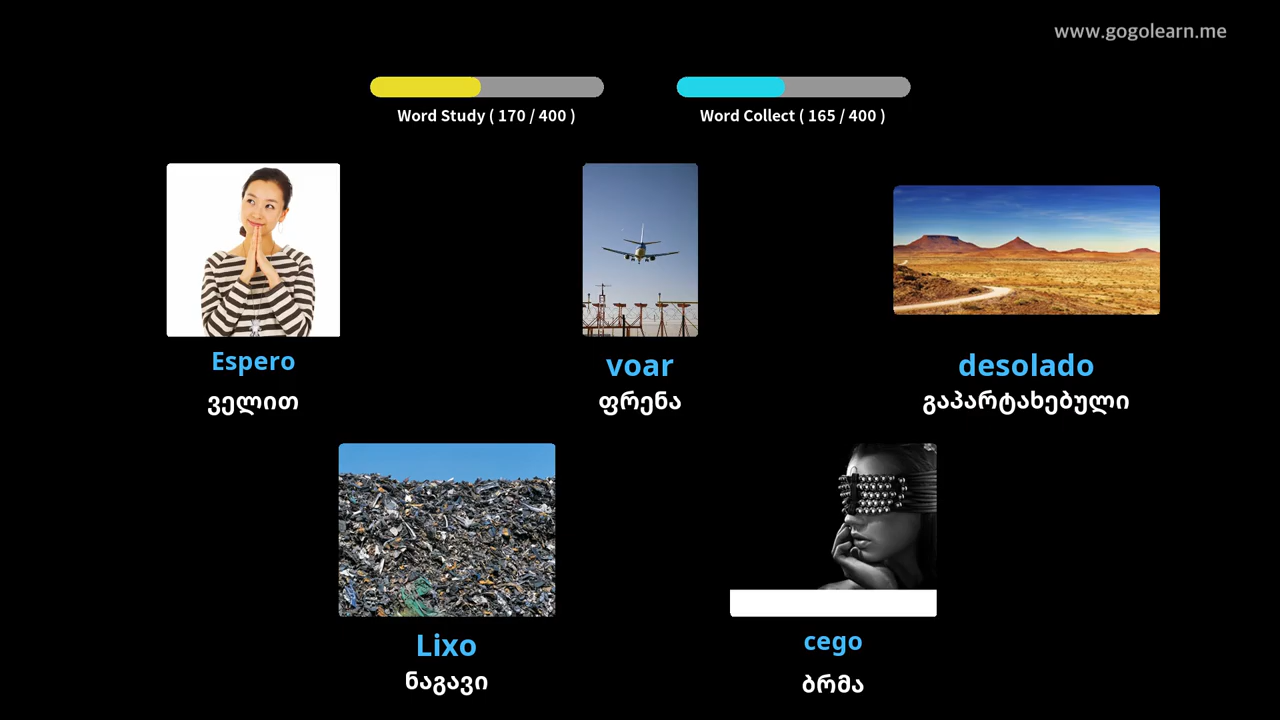 www.gogolearn.me
Word Study ( 170 / 400 )
Word Collect ( 165 / 400 )
Espero
ველით
voar
ფრენა
desolado
გაპარტახებული
Lixo
ნაგავი
cego
ბრმა